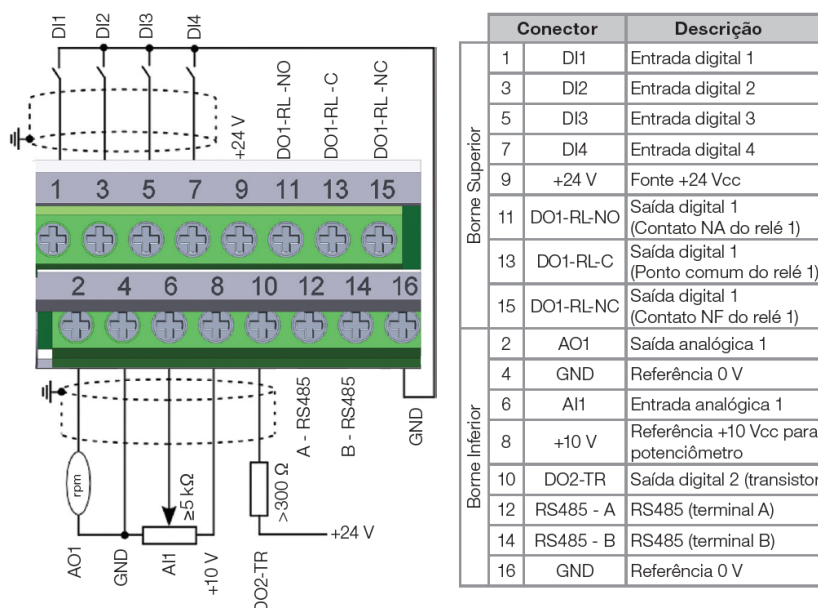 DI1
DI2
DI3
DI4
+24 V
DO1-RL -NO
DO1-RL -C
DO1-RL -NC
1 3 5 7 9 11 13 15
2 4 6 8 10 12 14 16
A - RS485
B - RS485
GND
rpm
≥5 kΩ
>300 Ω
+24 V
AO1
GND
AI1
+10 V
DO2-TR
Conector Descrição
Borne Superior
1 DI1 Entrada digital 1
3 DI2 Entrada digital 2
5 DI3 Entrada digital 3
7 DI4 Entrada digital 4
9 +24 V Fonte +24 Vcc
11 DO1-RL-NO Saída digital 1
(Contato NA do relé 1)
13 DO1-RL-C Saída digital 1
(Ponto comum do relé 1)
15 DO1-RL-NC Saída digital 1
(Contato NF do relé 1)
Borne Inferior
2 AO1 Saída analógica 1
4 GND Referência 0 V
6 AI1 Entrada analógica 1
8 +10 V Referência +10 Vcc para
potenciômetro
10 DO2-TR Saída digital 2 (transistor
12 RS485 - A RS485 (terminal A)
14 RS485 - B RS485 (terminal B)
16 GND Referência 0 V